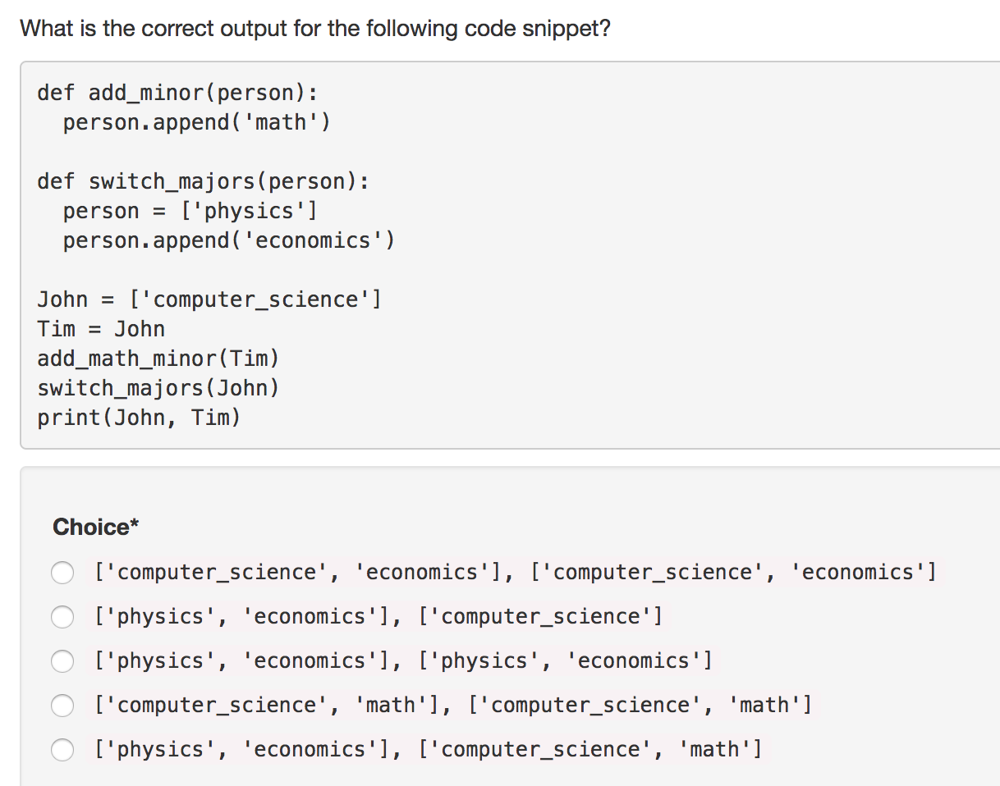 What is the correct output for the following code snippet?
def add_minor(person):
  person.append('math')
def switch_majors(person):
  person = ['physics']
  person.append('economics')
John = ['computer_science']
Tim = John
add_math_minor(Tim)
switch_majors(John)
print(John, Tim)
Choice*
['computer_science', 'economics'], ['computer_science', 'economics']
['physics', 'economics'], ['computer_science']
['physics', 'economics'], ['physics', 'economics']
['computer_science', 'math'], ['computer_science', 'math']
['physics', 'economics'], ['computer_science', 'math']